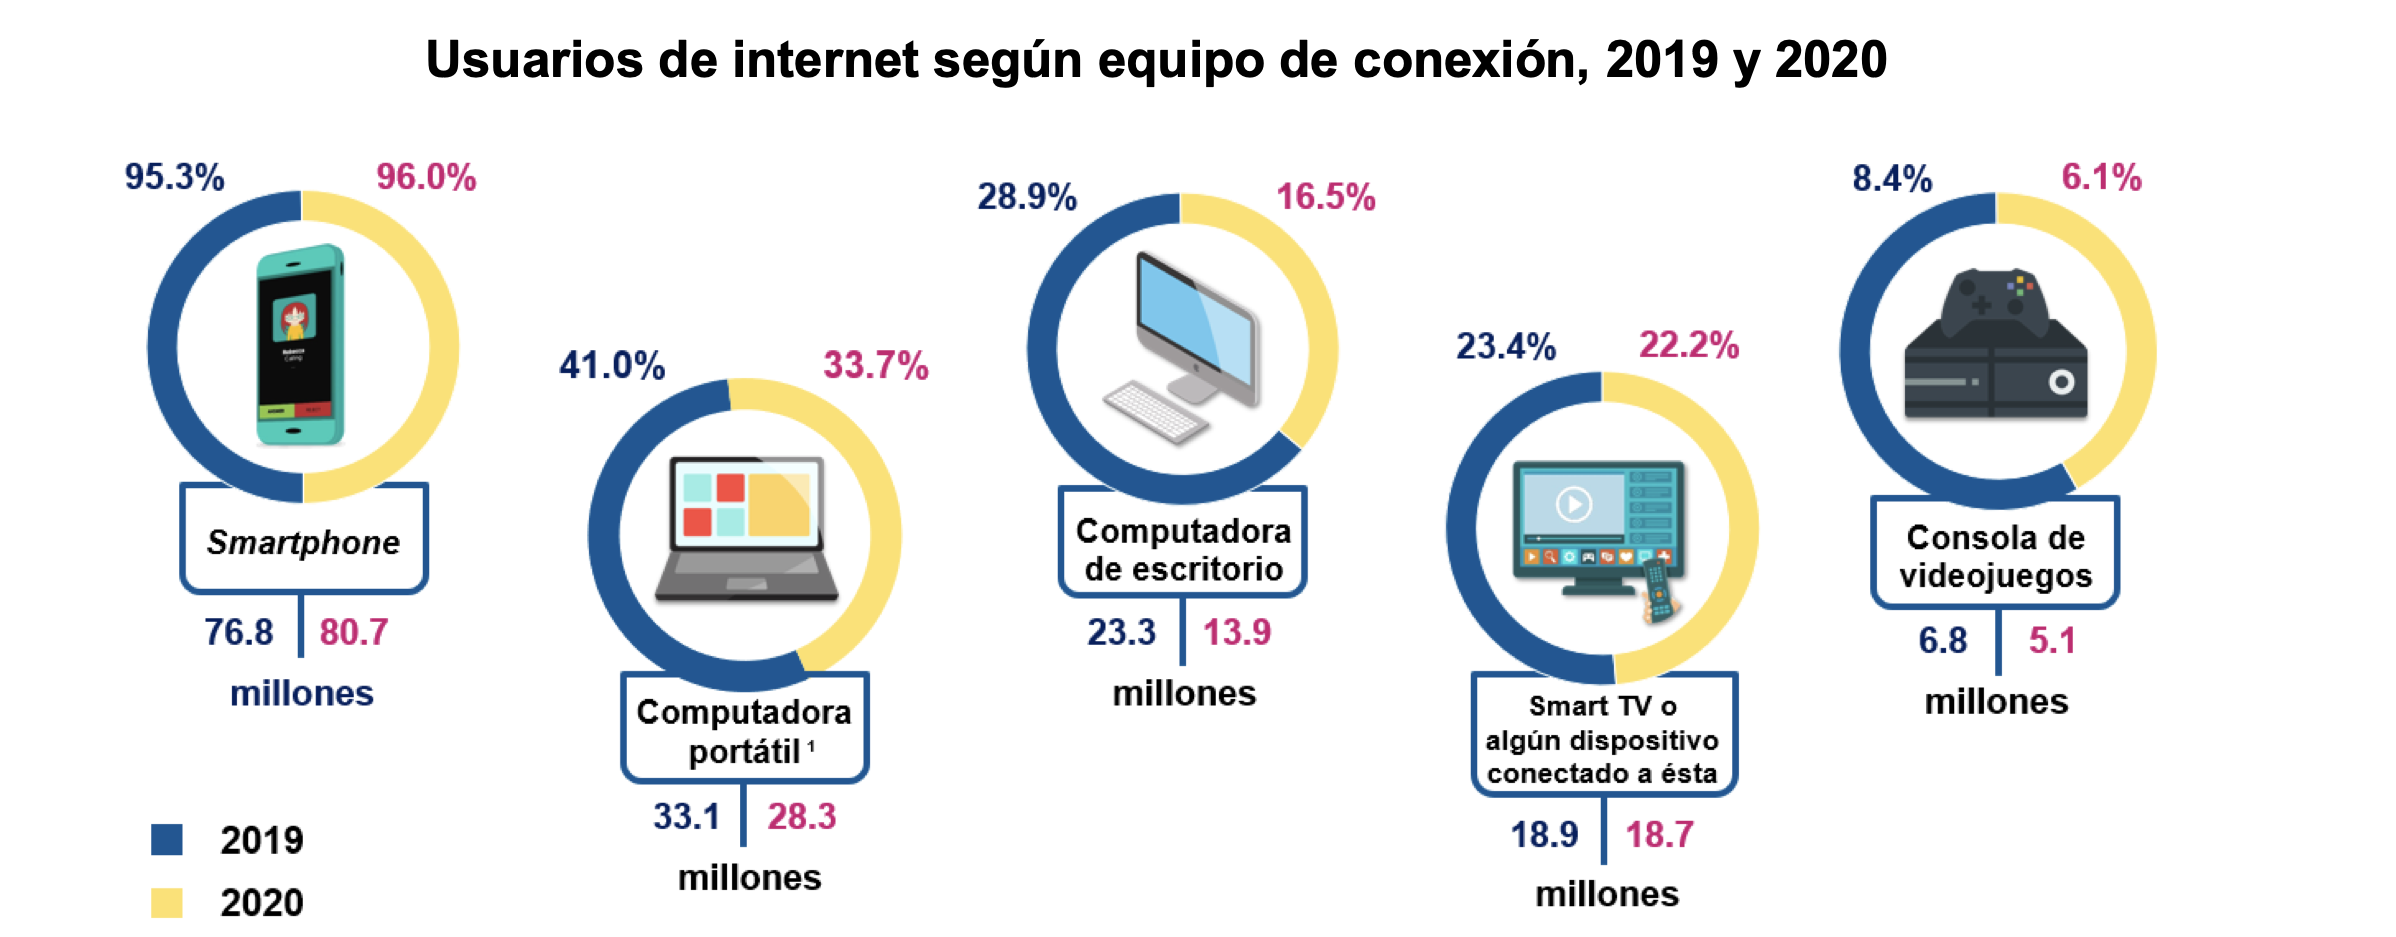 Usuarios de internet según equipo de conexión, 2019 y 2020
95.3%
96.0%
Smartphone
76.8
80.7
millones
41.0%
33.7%
Computadora
portátil ¹
33.1
28.3
millones
28.9%
16.5%
Computadora
de escritorio
23.3
13.9
millones
23.4%
22.2%
Smart TV o
algún dispositivo
conectado a ésta
18.9
18.7
millones
8.4%
6.1%
Consola de
videojuegos
6.8
5.1
millones
2019
2020